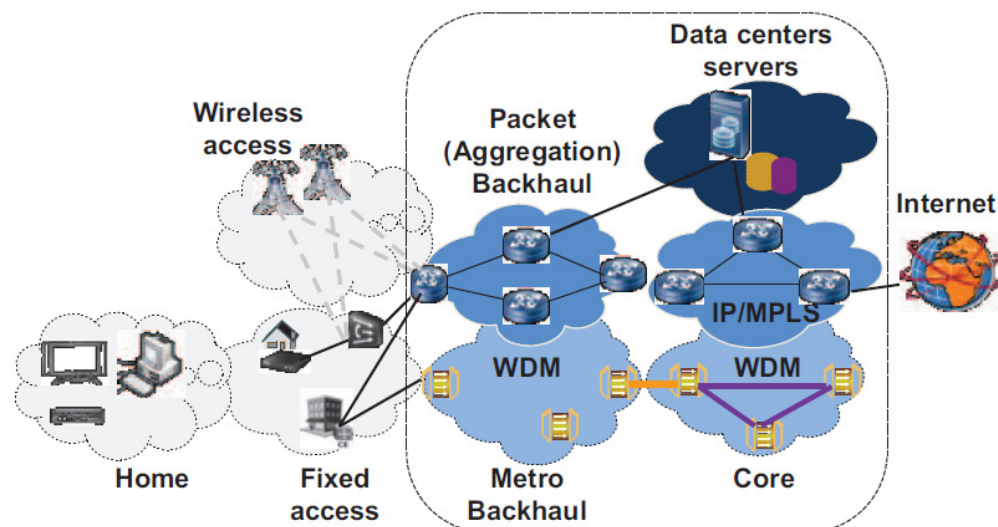 Data centers
servers
Wireless
access
Packet
(Aggregation)
Backhaul
Internet
IP/MPLS
WDM
WDM
Home
Fixed
access
Metro
Backhaul
Core